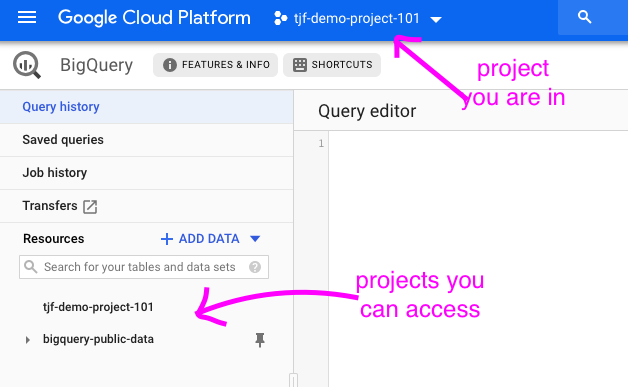 Google Cloud Platform
tjf-demo-project-101
BigQuery
FEATURES & INFO
SHORTCUTS
project
you are in
Query history
Saved queries
Job history
Transfers
Resources
ADD DATA
Search for your tables and data sets
tjf-demo-project-101
bigquery-public-data
Query editor
1
projects you
can access